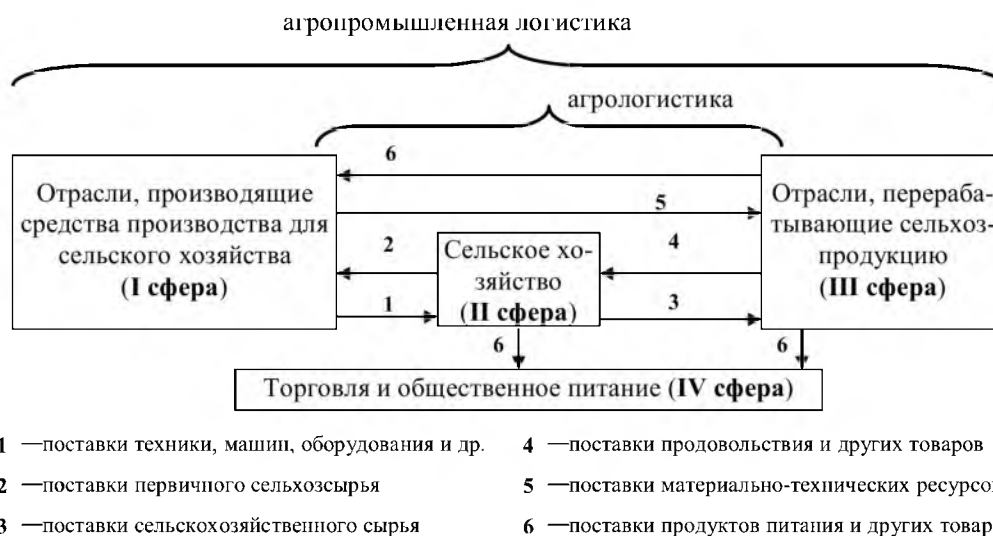 агропромышленная логистика
агрологистика
6
Отрасли, производящие
средства производства для
сельского хозяйства
(I сфера)
5
2
4
Сельское хо-
зяйство
(II сфера)
1
3
Отрасли, перераба-
тывающие сельхоз-
продукцию
(III сфера)
6
6
Торговля и общественное питание (IV сфера)
1 —поставки техники, машин, оборудования и др.
4 —поставки продовольствия и других товаров
2 —поставки первичного сельхозсырья
5 —поставки материально-технических ресурсов
3 —поставки сельскохозяйственного сырья
6 —поставки продуктов питания и других товар